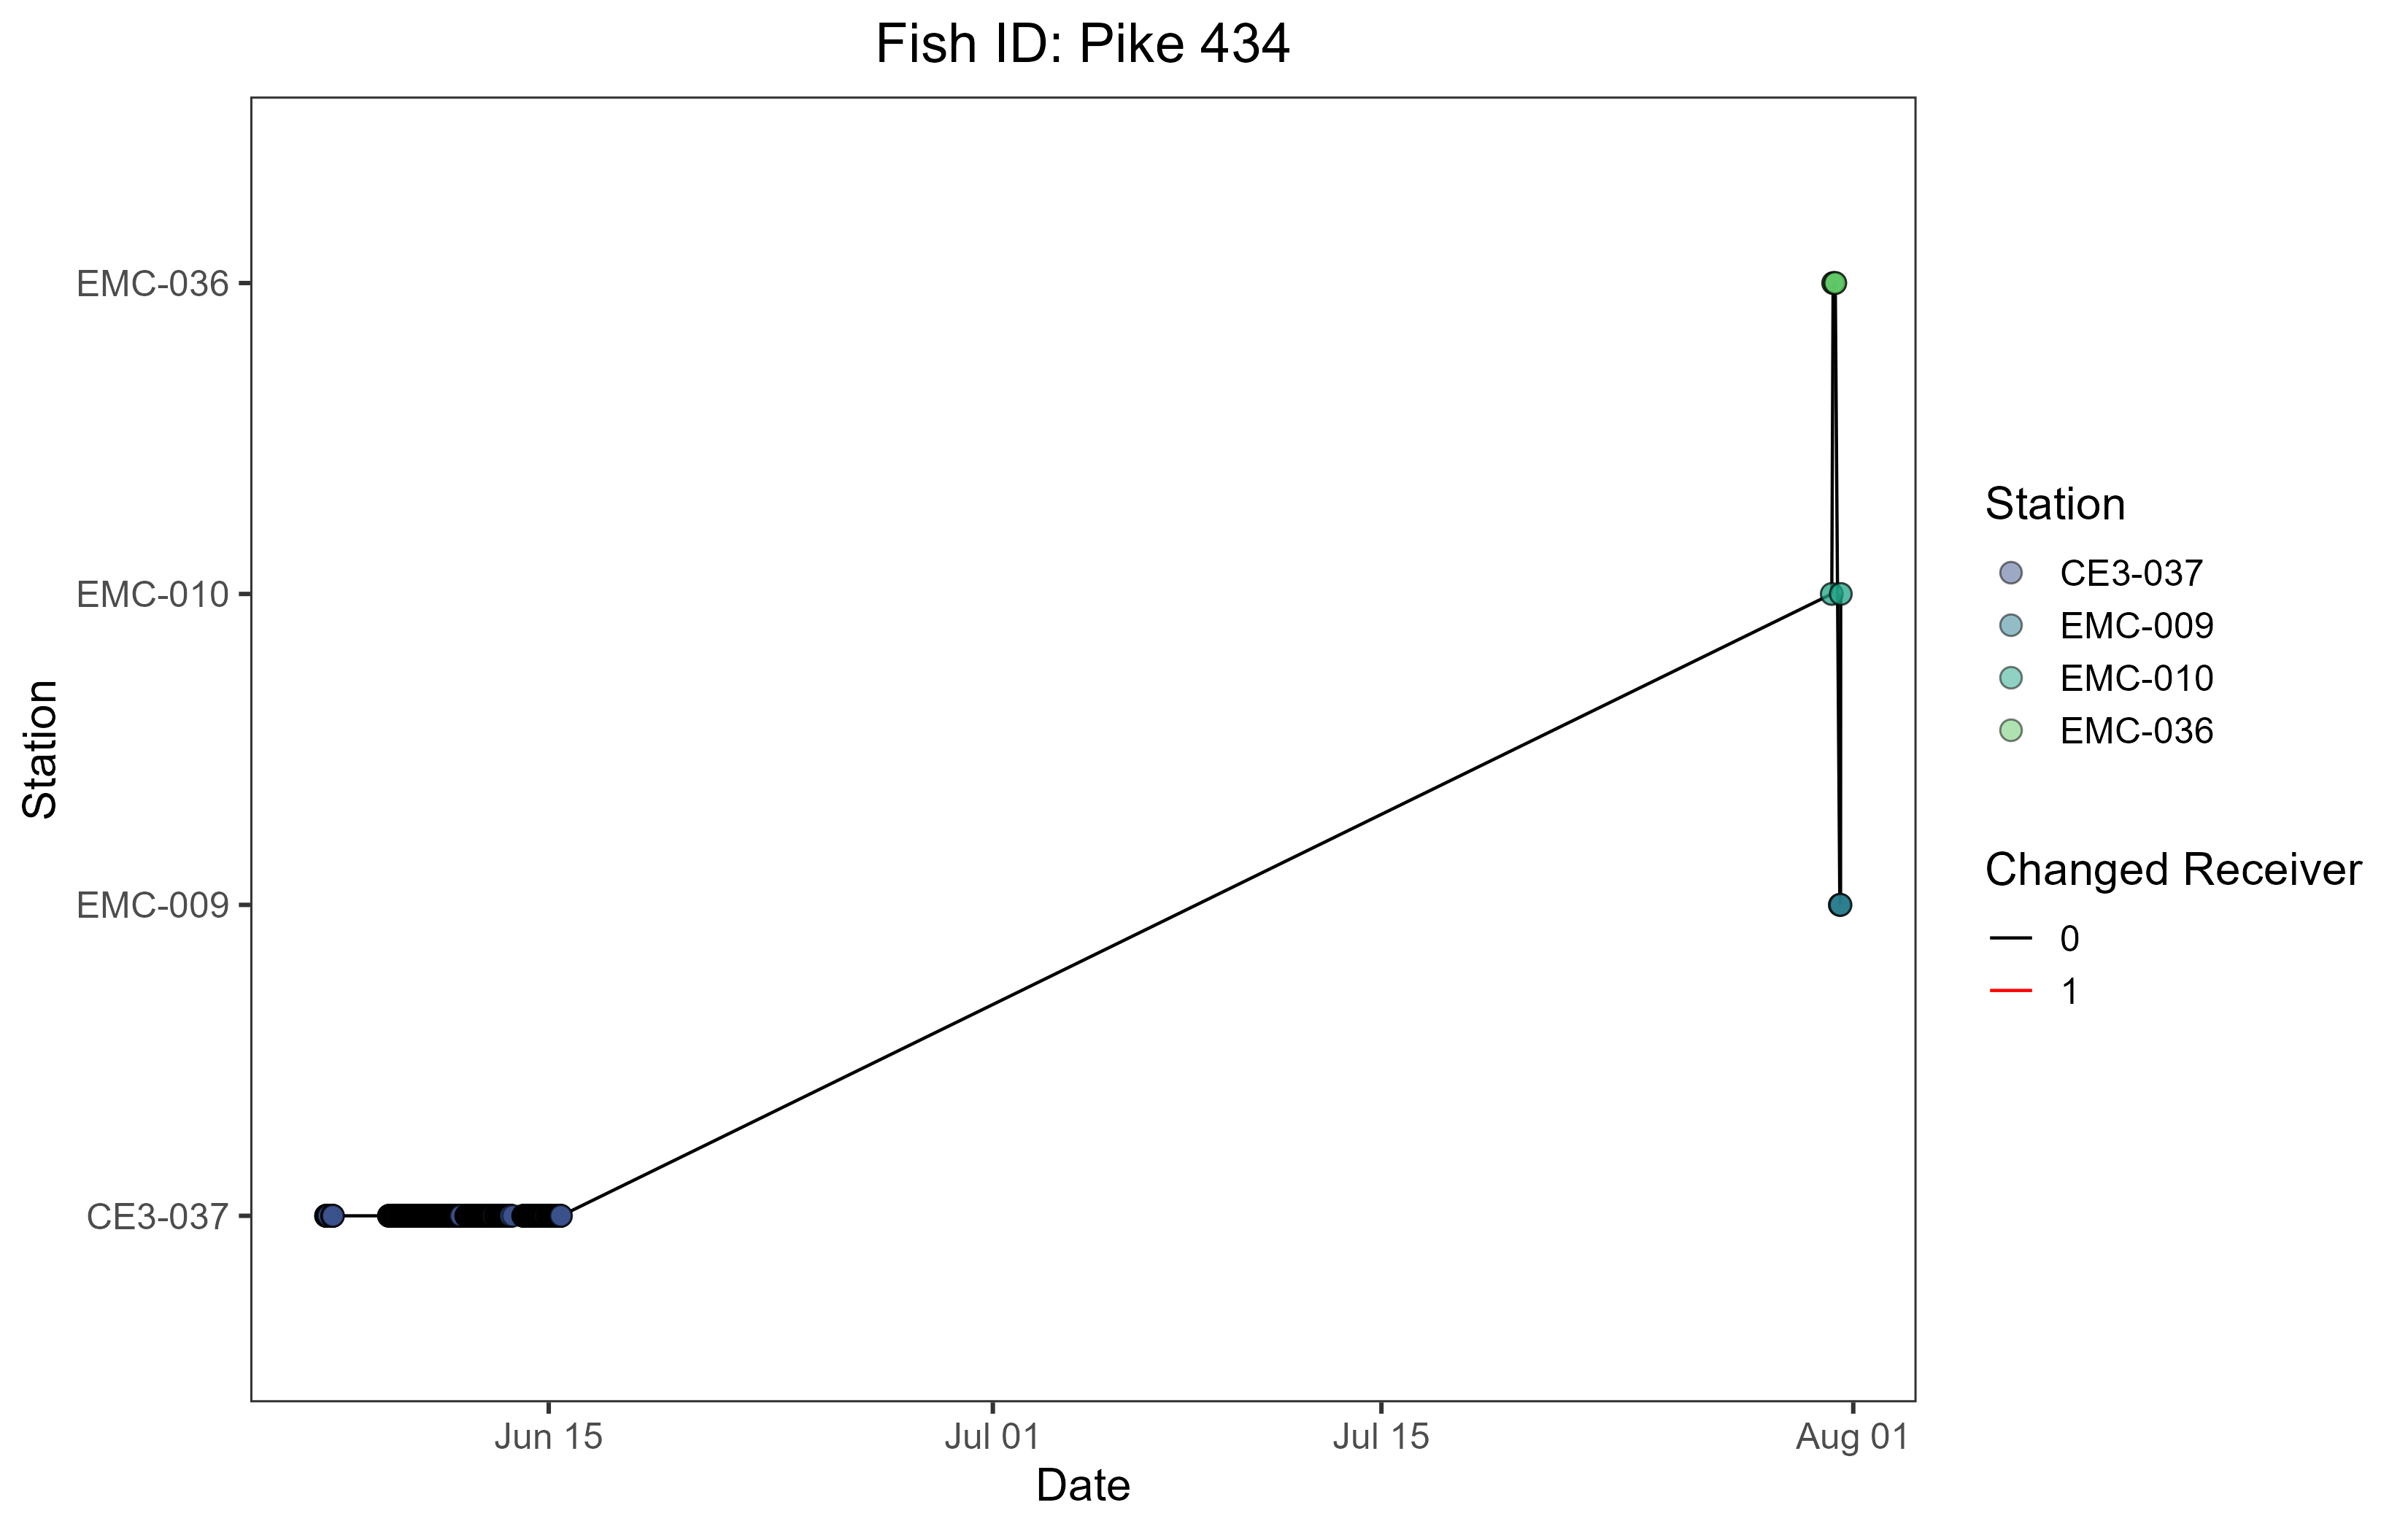 Fish ID: Pike 434
EMC-036
EMC-010
EMC-009
CE3-037
Station
Jun 15
Jul 01
Jul 15
Aug 01
Date
Station
CE3-037
EMC-009
EMC-010
EMC-036
Changed Receiver
0
1